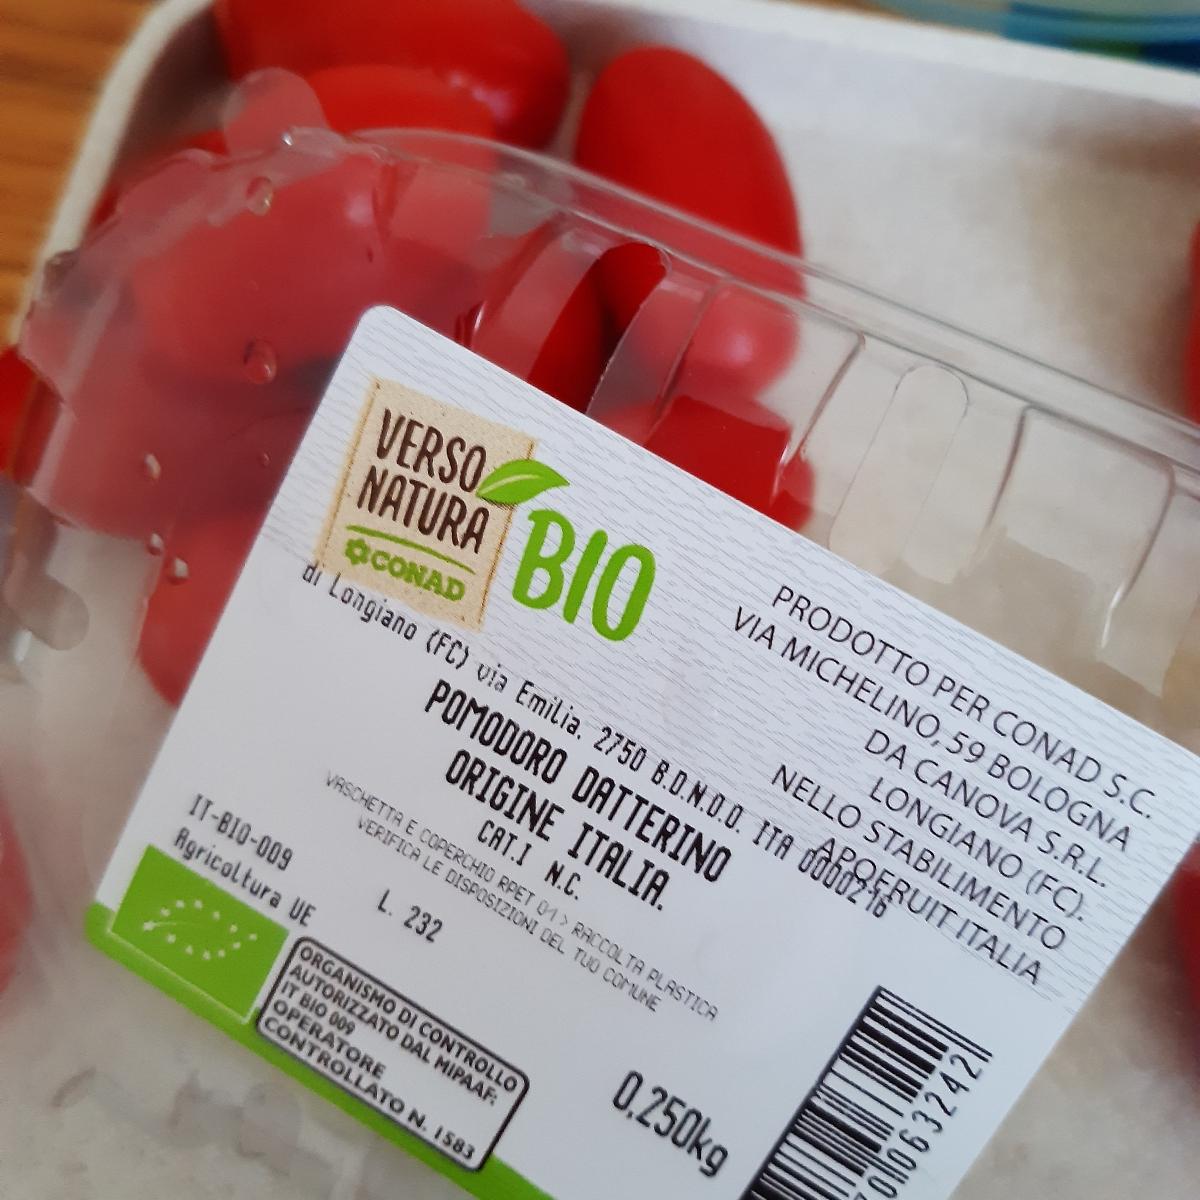 VERSO
NATURA
CONAD
BIO
PRODOTTO PER CONAD S.C.
VIA MICHELINO, 59 BOLOGNA
DA CANOVA S.R.L.
LONGIANO (FC).
NELLO STABILIMENTO
APOFRUIT ITALIA
di Longiano (FC) via Emilia. 2750 B.D.N.D.O. ITA 0000216
POMODORO DATTERINO
ORIGINE ITALIA.
CAT.I N.C.
VASCHETTA E COPERCHIO RPET 01> RACCOLTA PLASTICA
VERIFICA LE DISPOSIZIONI DEL TUO COMUNE
IT-BIO-009
Agricoltura UE
L. 232
ORGANISMO DI CONTROLLO
AUTORIZZATO DAL MIPAAF:
IT BIO 009
OPERATORE
CONTROLLATO N. 1583
0,250kg